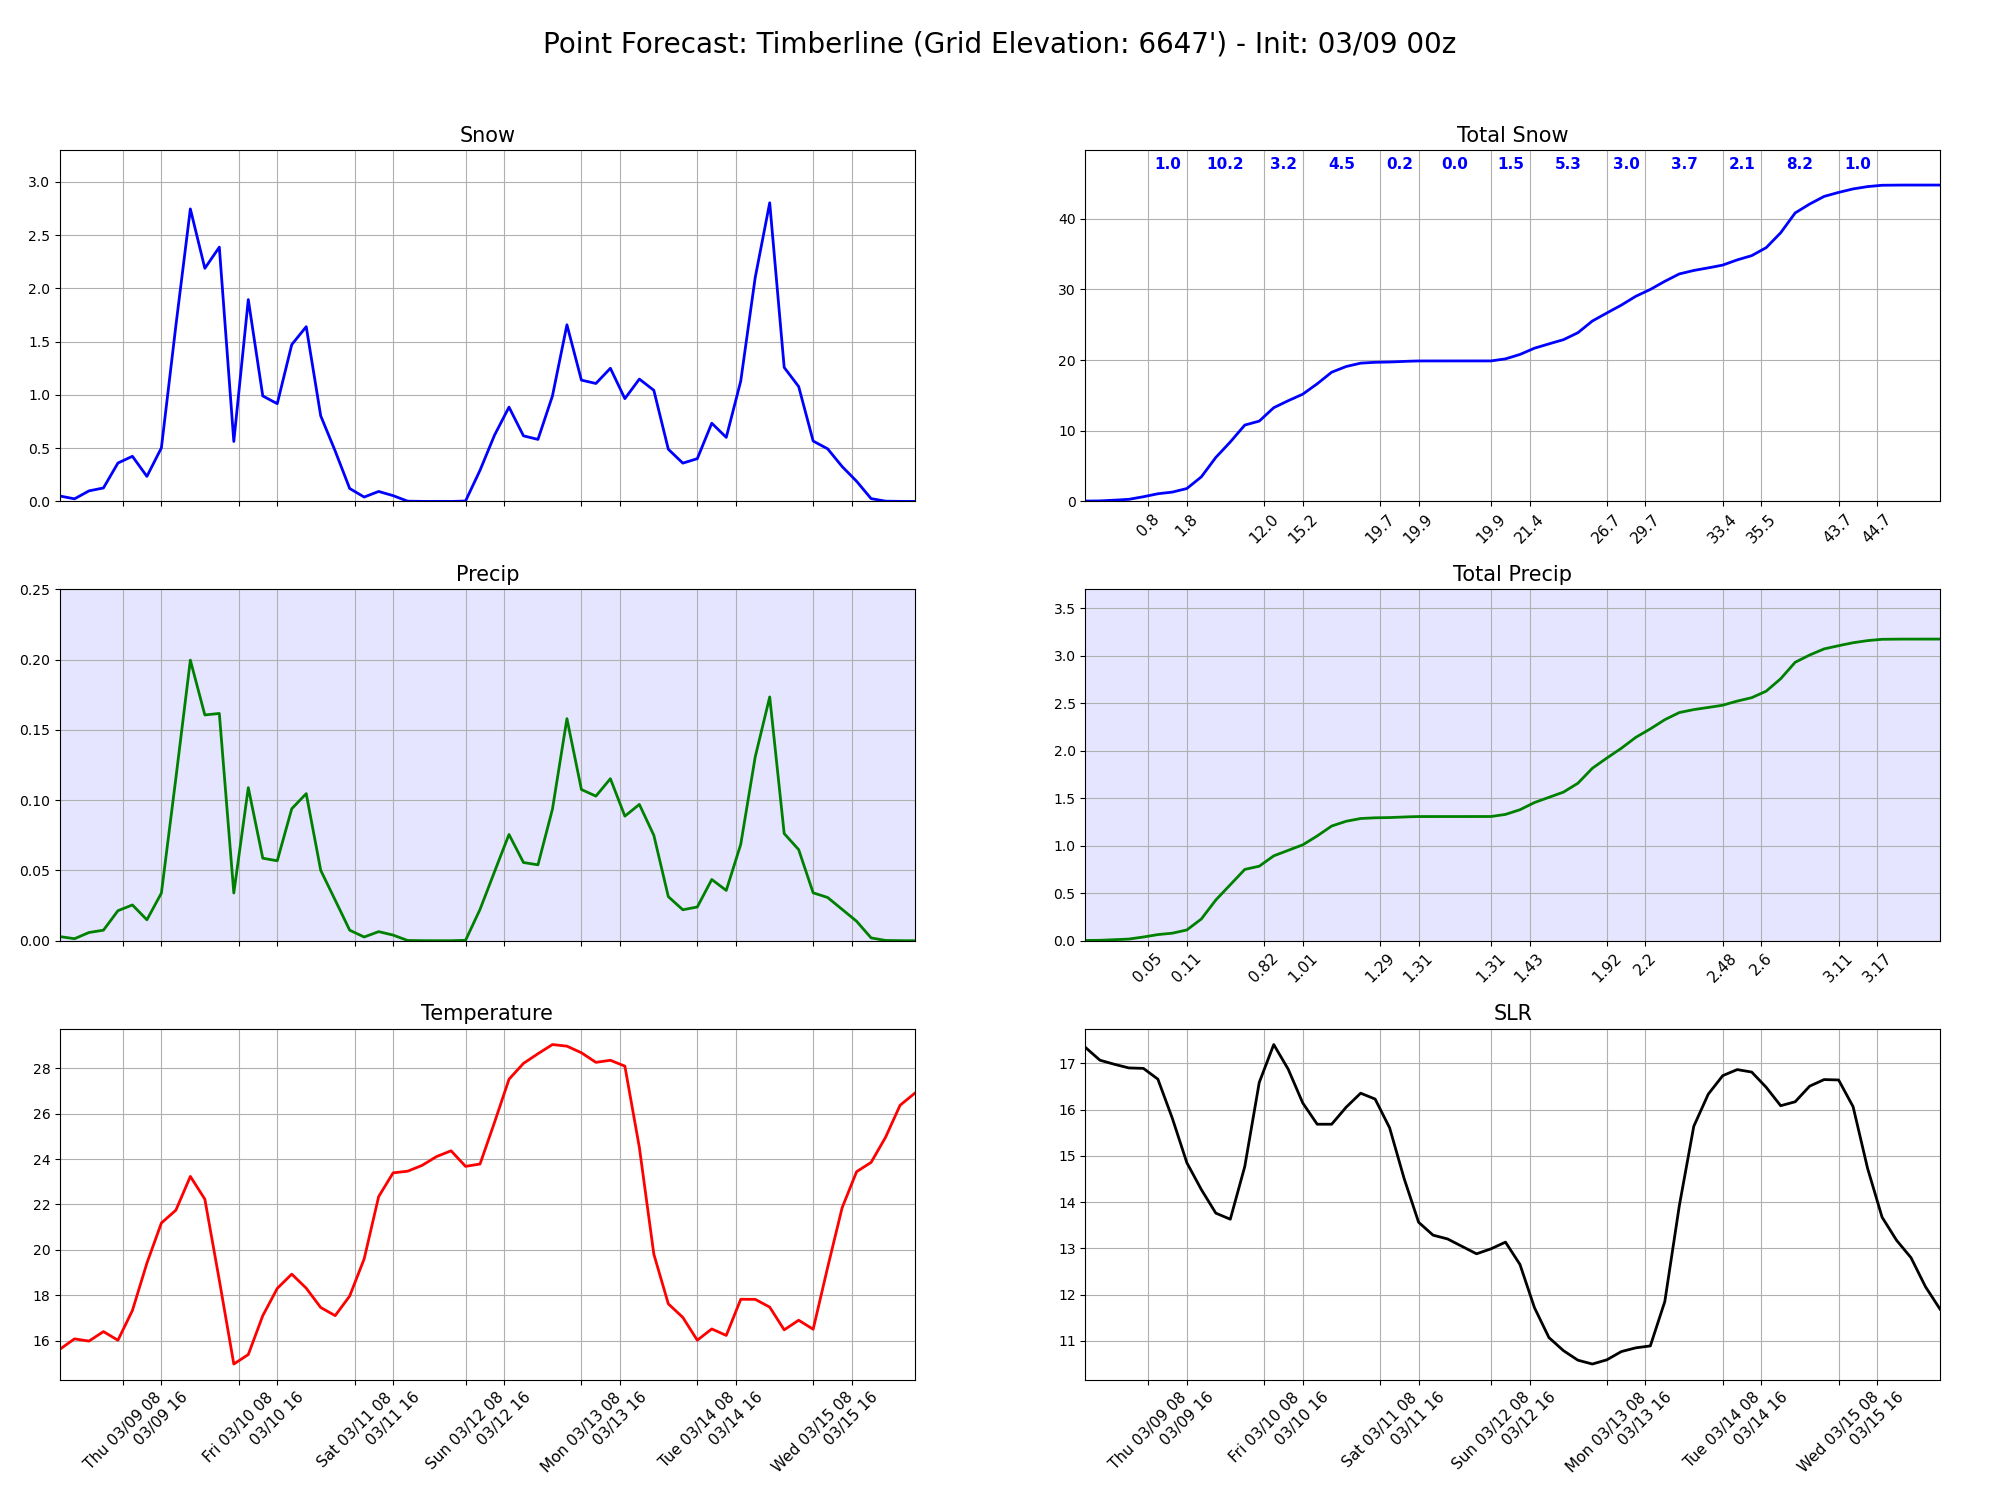 Point Forecast: Timberline (Grid Elevation: 6647') - Init: 03/09 00z
Snow
3.0
2.5
2.0
1.5
1.0
0.5
0.0
Total Snow
1.0 10.2 3.2 4.5 0.2 0.0 1.5 5.3 3.0 3.7 2.1 8.2 1.0
40
30
20
10
0
0.8 1.8 12.0 15.2 19.7 19.9 19.9 21.4 26.7 29.7 33.4 35.5 43.7 44.7
Precip
0.25
0.20
0.15
0.10
0.05
0.00
Total Precip
3.5
3.0
2.5
2.0
1.5
1.0
0.5
0.0
0.05 0.11 0.82 1.01 1.29 1.31 1.31 1.43 1.92 2.2 2.48 2.6 3.11 3.17
Temperature
28
26
24
22
20
18
16
Thu 03/09 08
03/09 16
Fri 03/10 08
03/10 16
Sat 03/11 08
03/11 16
Sun 03/12 08
03/12 16
Mon 03/13 08
03/13 16
Tue 03/14 08
03/14 16
Wed 03/15 08
03/15 16
SLR
17
16
15
14
13
12
11
Thu 03/09 08
03/09 16
Fri 03/10 08
03/10 16
Sat 03/11 08
03/11 16
Sun 03/12 08
03/12 16
Mon 03/13 08
03/13 16
Tue 03/14 08
03/14 16
Wed 03/15 08
03/15 16